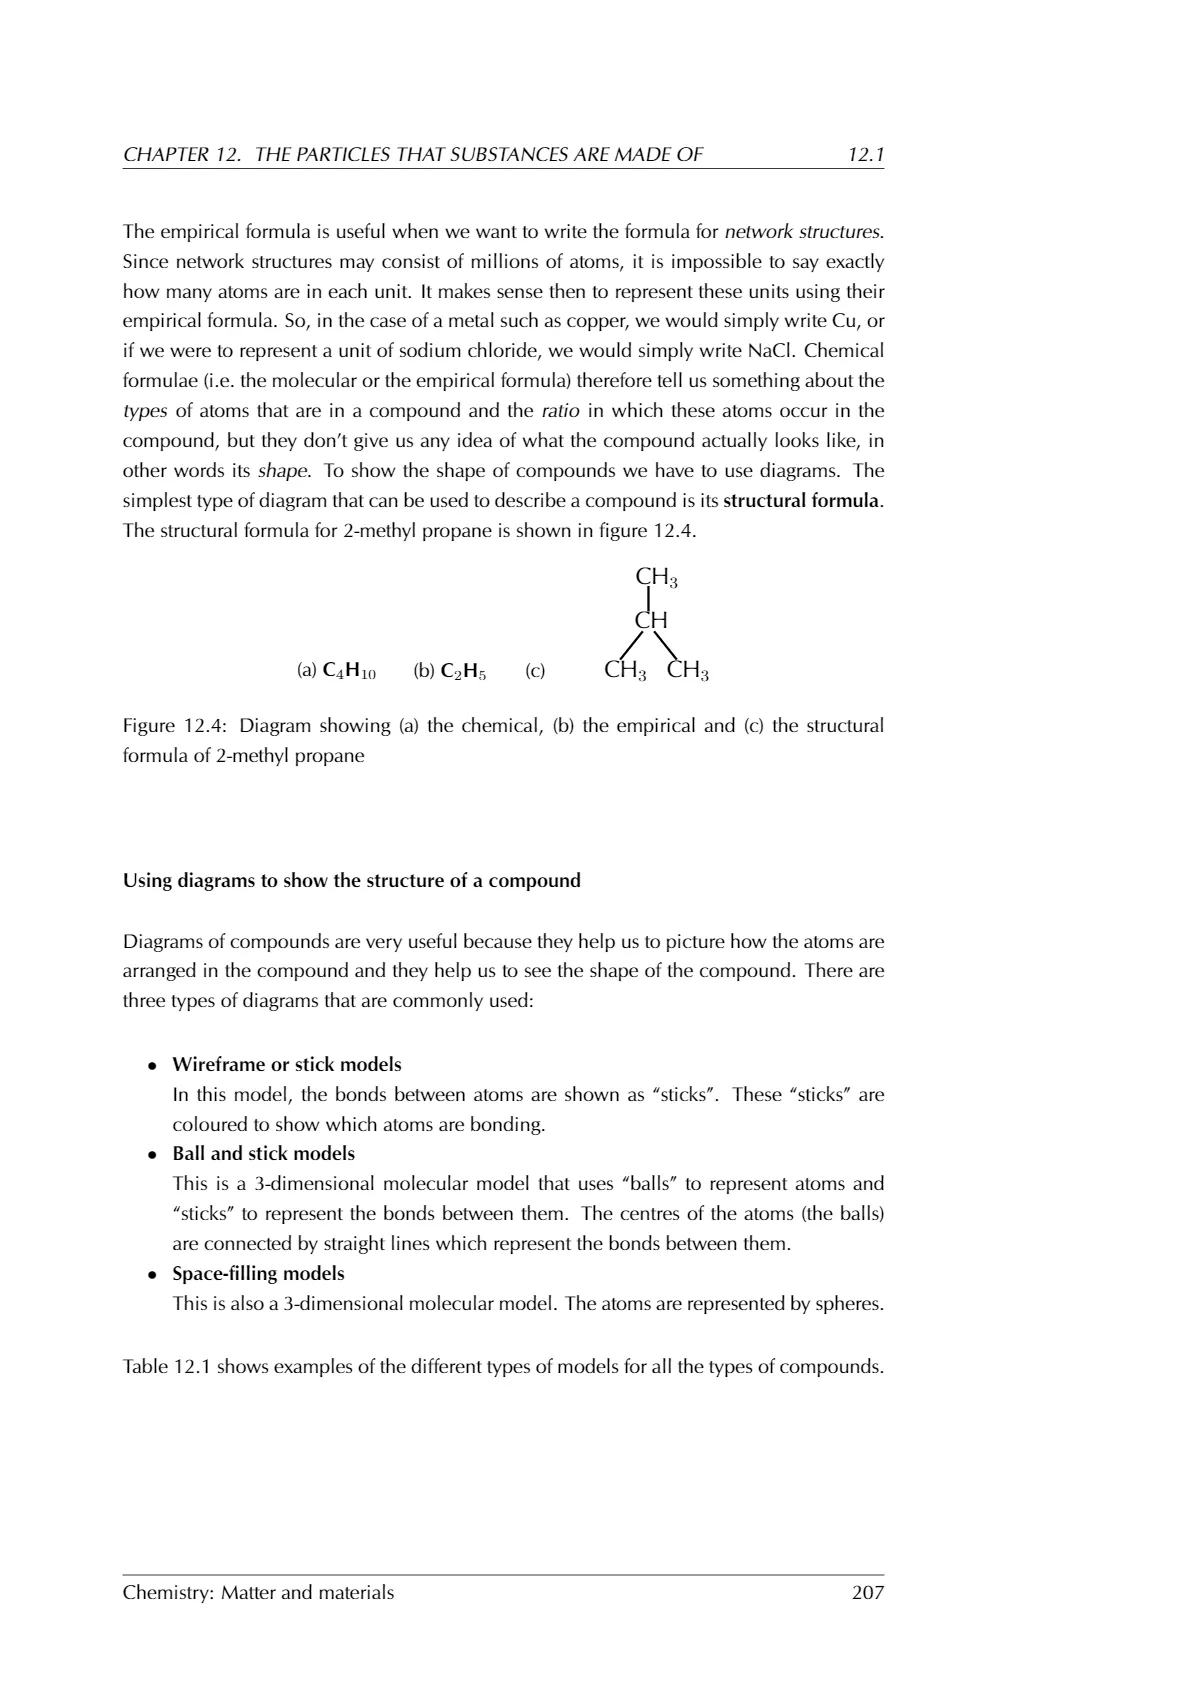 CHAPTER 12. THE PARTICLES THAT SUBSTANCES ARE MADE OF 12.1
The empirical formula is useful when we want to write the formula for network structures.
Since network structures may consist of millions of atoms, it is impossible to say exactly
how many atoms are in each unit. It makes sense then to represent these units using their
empirical formula. So, in the case of a metal such as copper, we would simply write Cu, or
if we were to represent a unit of sodium chloride, we would simply write NaCl. Chemical
formulae (i.e. the molecular or the empirical formula) therefore tell us something about the
types of atoms that are in a compound and the ratio in which these atoms occur in the
compound, but they don’t give us any idea of what the compound actually looks like, in
other words its shape. To show the shape of compounds we have to use diagrams. The
simplest type of diagram that can be used to describe a compound is its structural formula.
The structural formula for 2-methyl propane is shown in figure 12.4.
CH₃
CH
(a) C₄H₁₀ (b) C₂H₅ (c) CH₃ CH₃
Figure 12.4: Diagram showing (a) the chemical, (b) the empirical and (c) the structural
formula of 2-methyl propane
Using diagrams to show the structure of a compound
Diagrams of compounds are very useful because they help us to picture how the atoms are
arranged in the compound and they help us to see the shape of the compound. There are
three types of diagrams that are commonly used:
• Wireframe or stick models
In this model, the bonds between atoms are shown as “sticks”. These “sticks” are
coloured to show which atoms are bonding.
• Ball and stick models
This is a 3-dimensional molecular model that uses “balls” to represent atoms and
“sticks” to represent the bonds between them. The centres of the atoms (the balls)
are connected by straight lines which represent the bonds between them.
• Space-filling models
This is also a 3-dimensional molecular model. The atoms are represented by spheres.
Table 12.1 shows examples of the different types of models for all the types of compounds.
Chemistry: Matter and materials 207